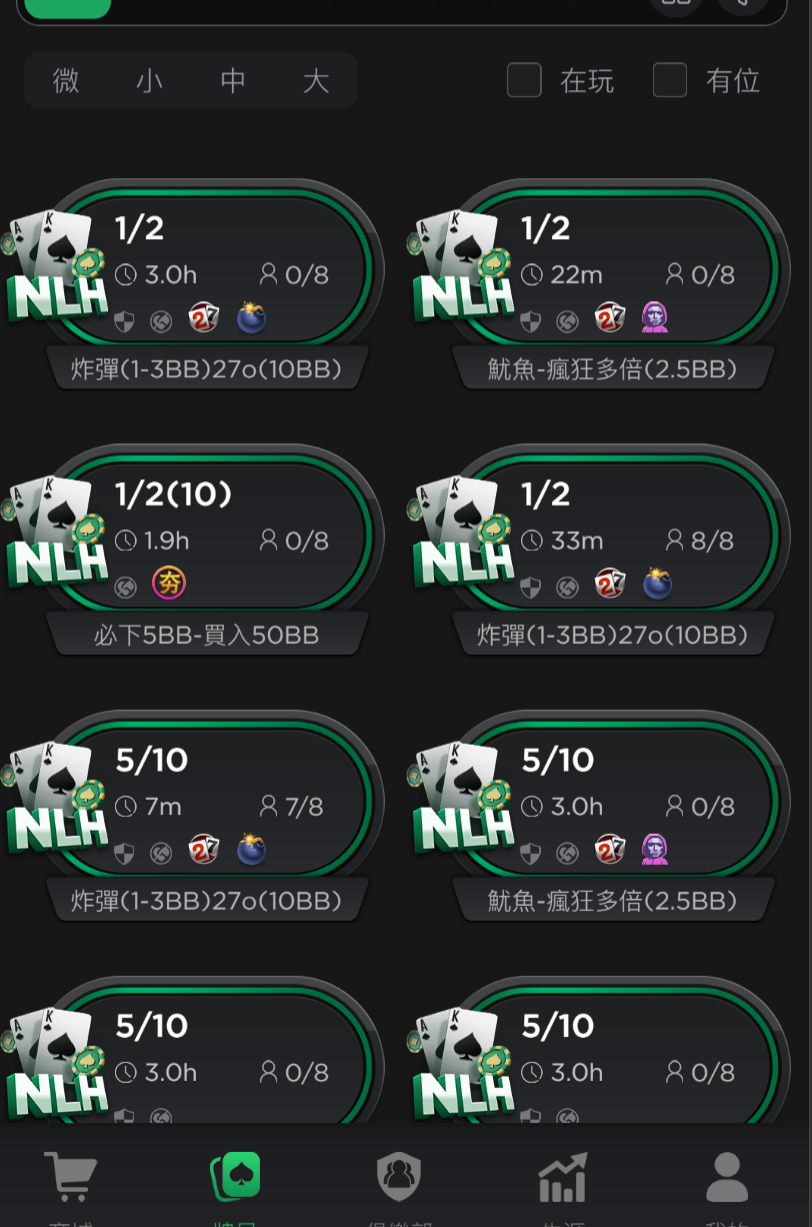 微 小 中 大 在玩 有位
1/2
3.0h 0/8
炸彈(1-3BB)27o(10BB)
1/2
22m 0/8
魷魚-瘋狂多倍(2.5BB)
1/2(10)
1.9h 0/8
夯
必下5BB-買入50BB
1/2
33m 8/8
炸彈(1-3BB)27o(10BB)
5/10
7m 7/8
炸彈(1-3BB)27o(10BB)
5/10
3.0h 0/8
魷魚-瘋狂多倍(2.5BB)
5/10
3.0h 0/8
5/10
3.0h 0/8
NLH
NLH
NLH
NLH
NLH
NLH
NLH
NLH